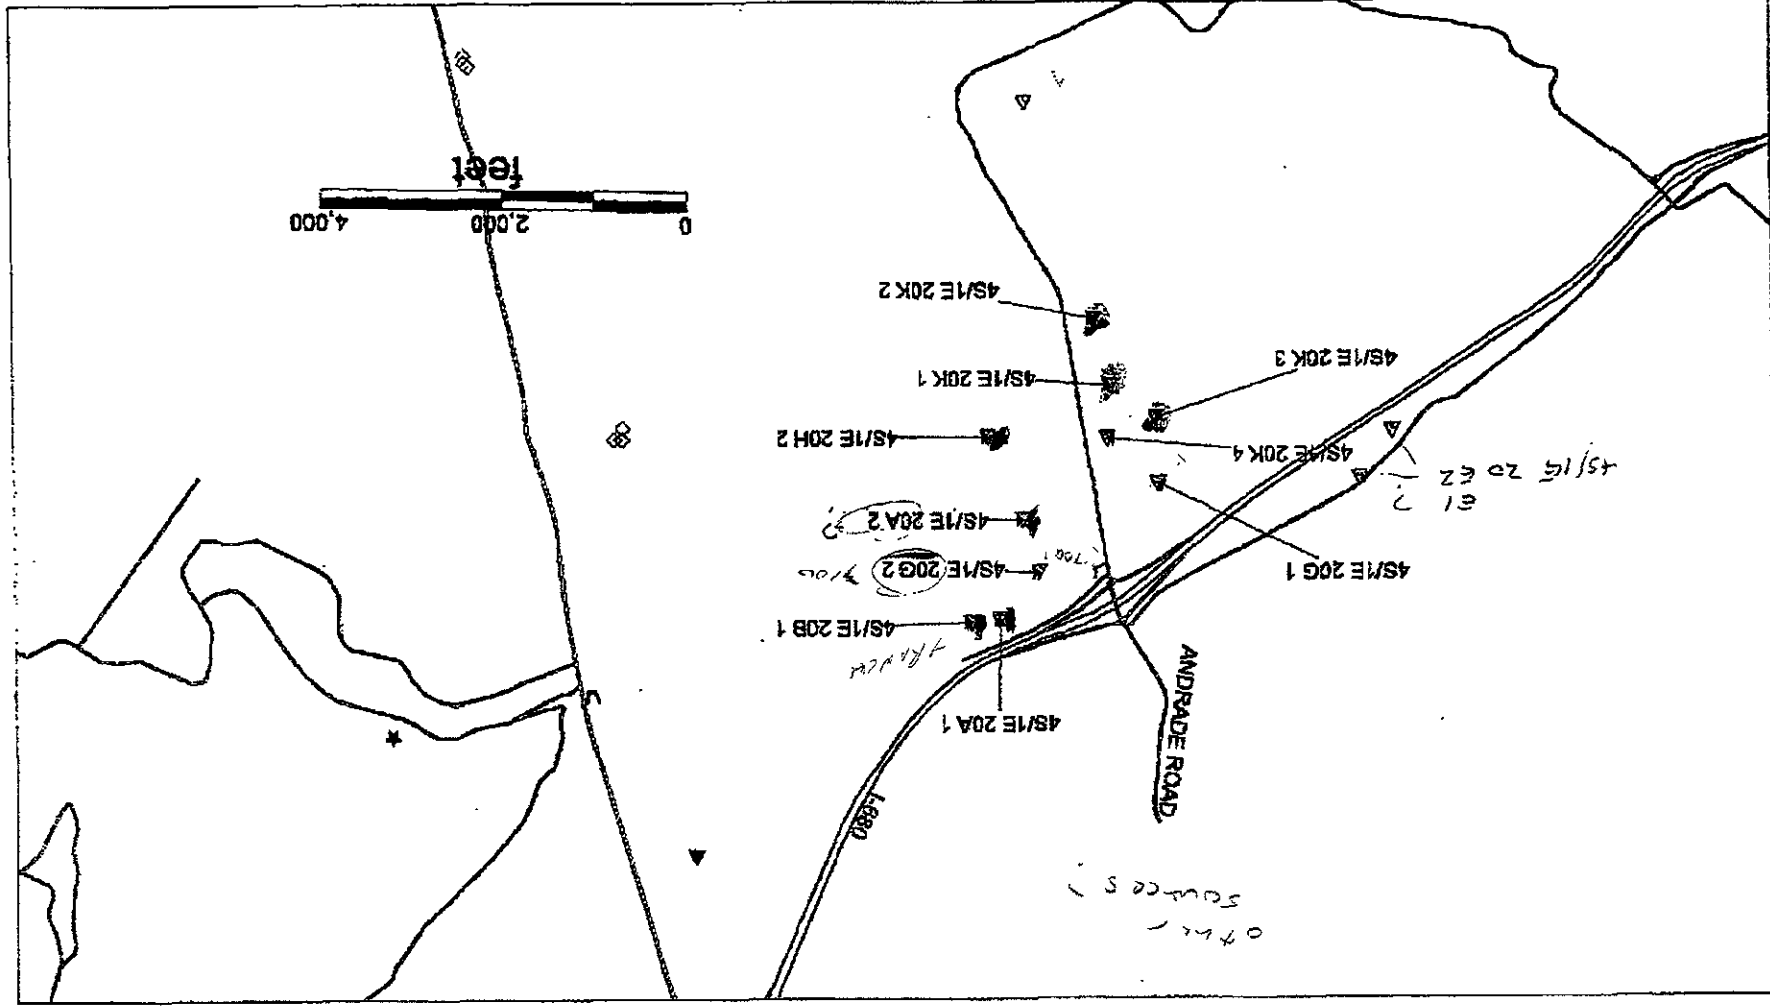 other
sources ?
I-680
ANDRADE ROAD
4S/1E 20A 1
TRANCH
4S/1E 20B 1
4S/1E 20G 2
4S/1E 20G 1
4S/1E 20A 2 ?
E1 ?
4S/1E 20 E2
4S/1E 20K 4
4S/1E 20H 2
4S/1E 20K 1
4S/1E 20K 3
4S/1E 20K 2
0 2,000 4,000
feet